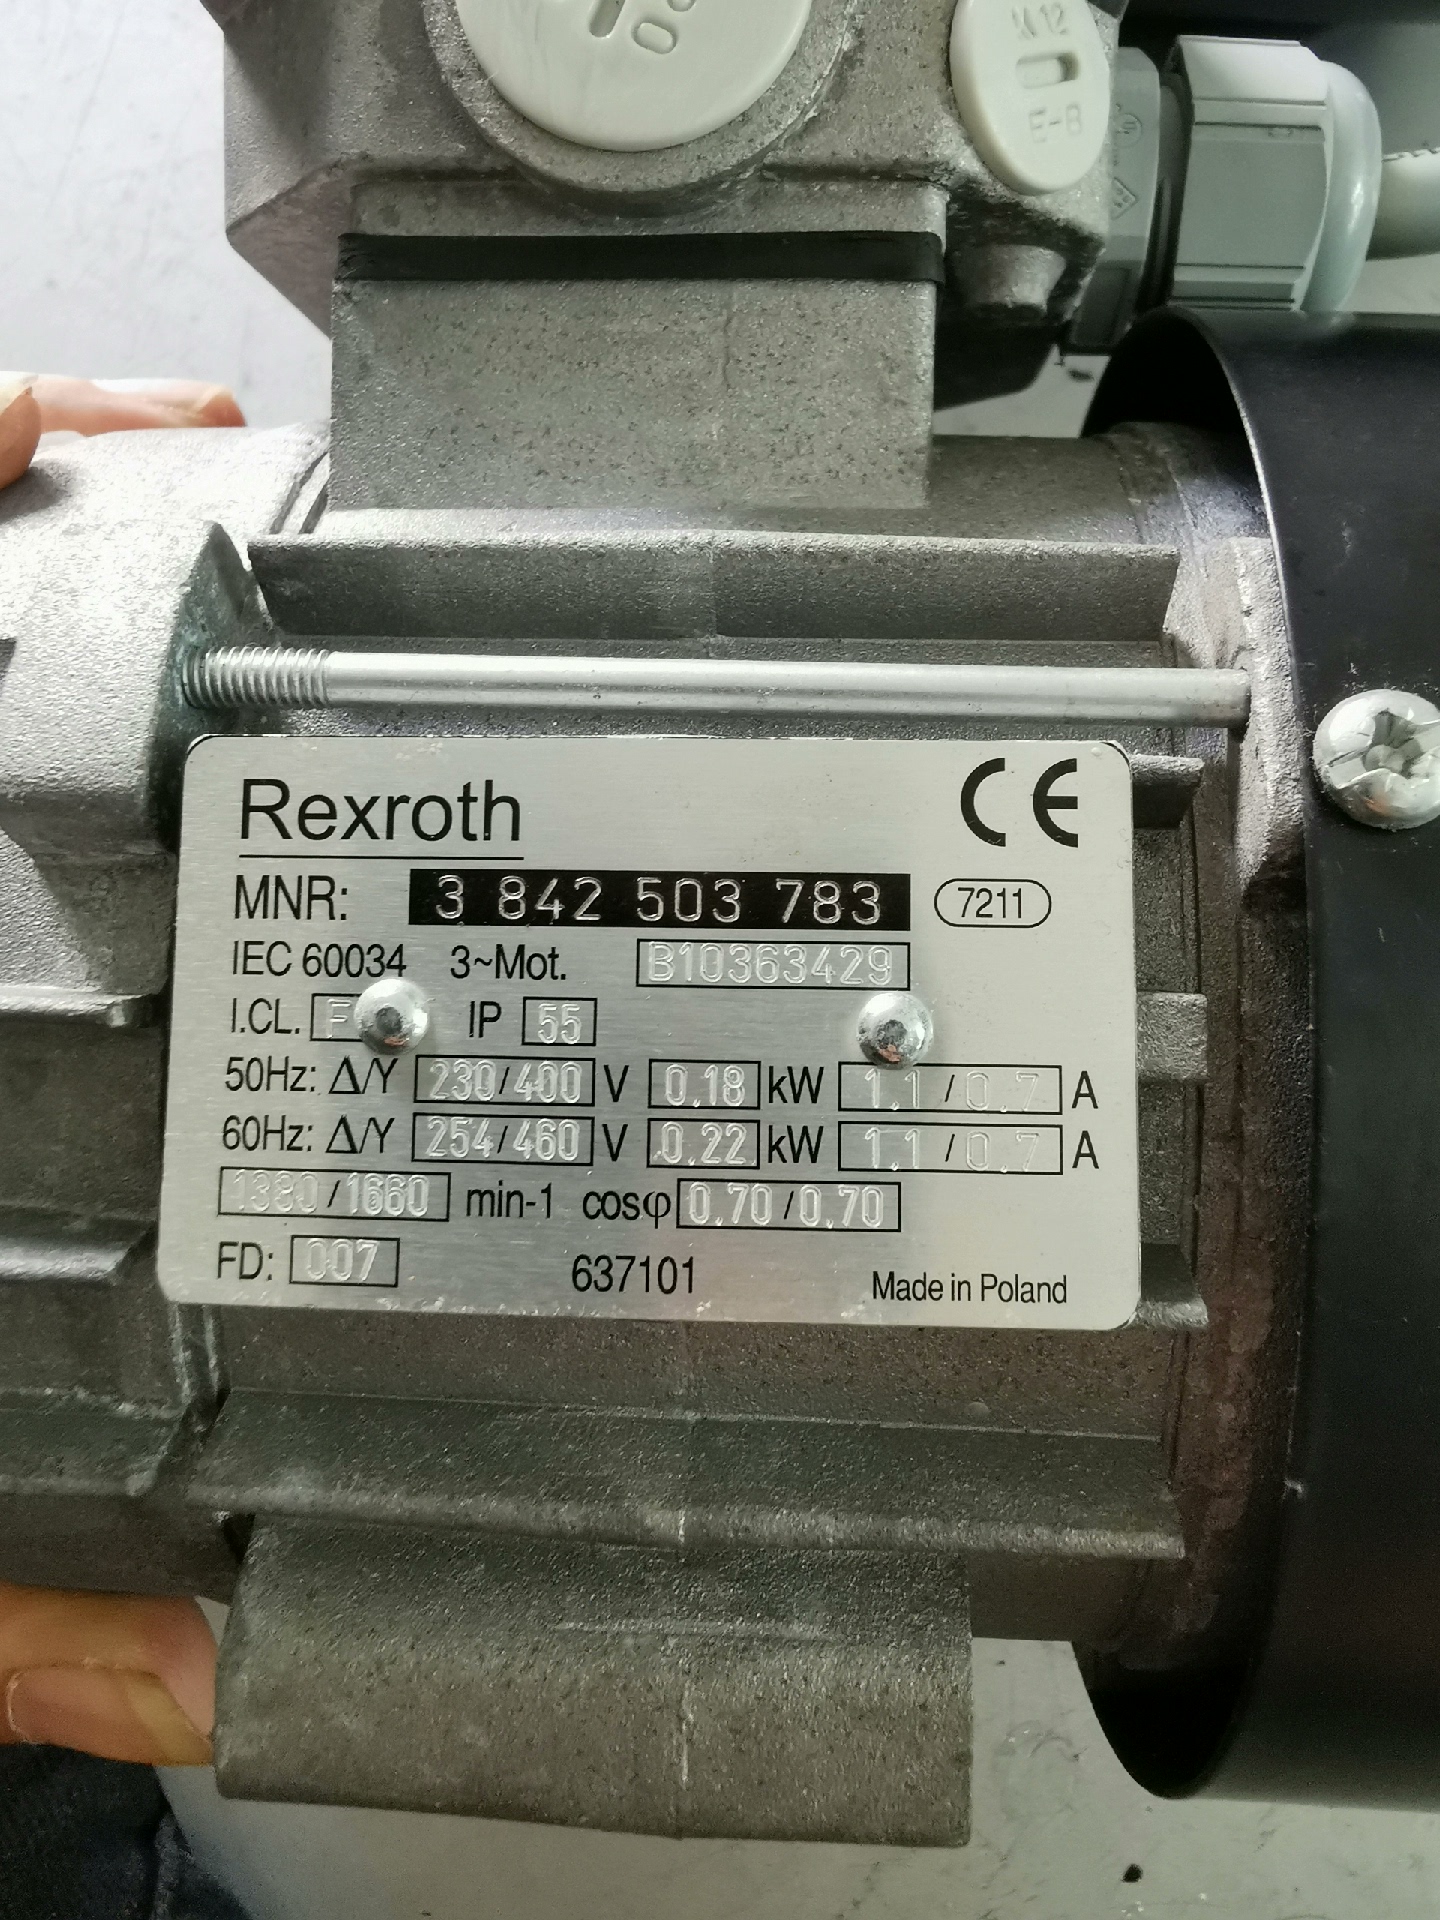 M12
E-B
Rexroth
CE
MNR: 3 842 503 783 7211
IEC 60034 3~Mot. B10363429
I.CL. F IP 55
50Hz: Δ/Y 230/400 V 0.18 kW 1.1 / 0.7 A
60Hz: Δ/Y 254/460 V 0.22 kW 1.1 / 0.7 A
1380/1660 min-1 cosφ 0.70/0.70
FD: 007 637101 Made in Poland